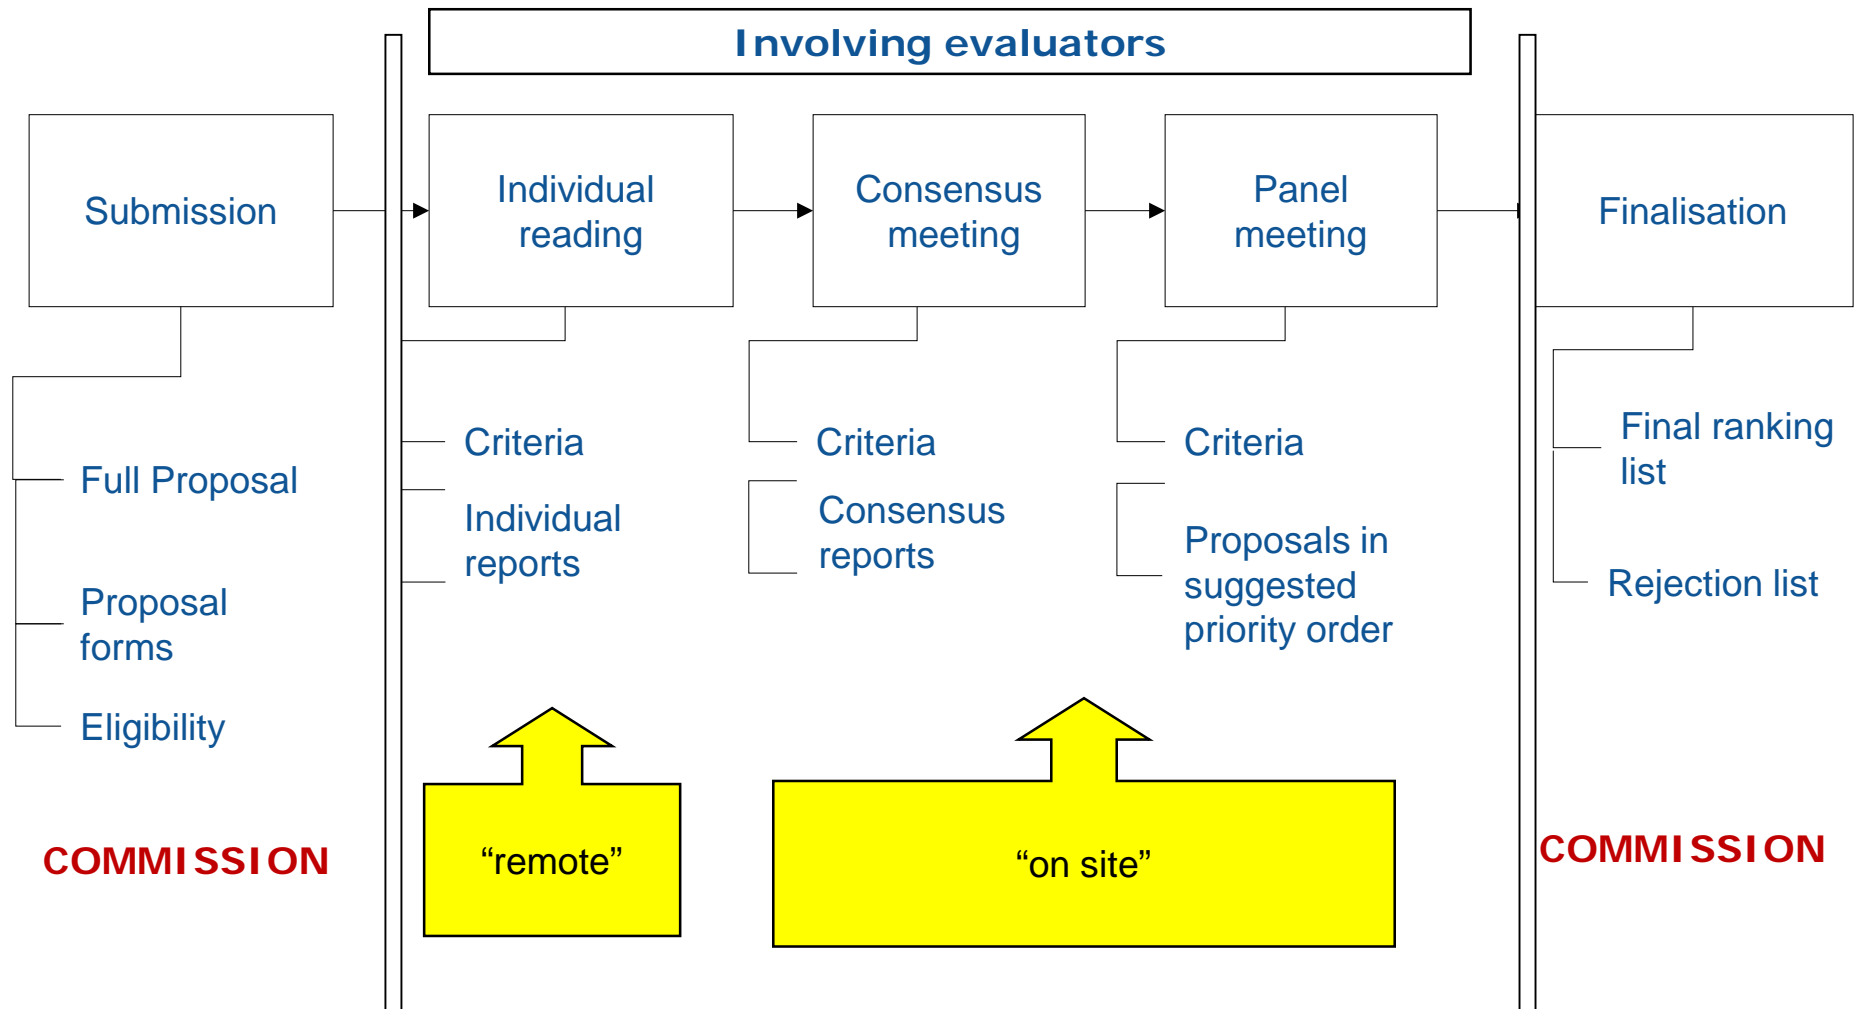 Involving evaluators
Submission
Individual
reading
Consensus
meeting
Panel
meeting
Finalisation
Full Proposal
Proposal
forms
Eligibility
Criteria
Individual
reports
Criteria
Consensus
reports
Criteria
Proposals in
suggested
priority order
Final ranking
list
Rejection list
COMMISSION
“remote”
“on site”
COMMISSION